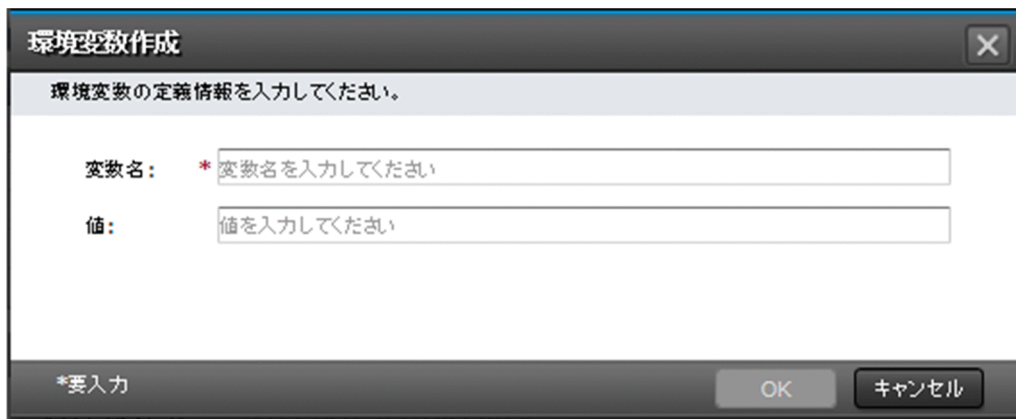 環境変数作成
環境変数の定義情報を入力してください。
変数名: * 変数名を入力してください
値: 値を入力してください
*要入力 OK キャンセル